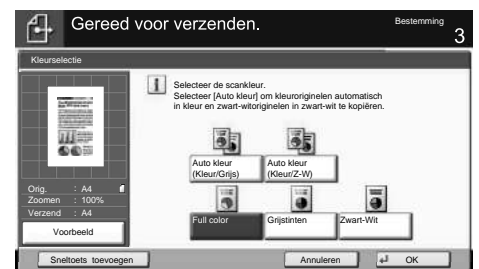 Gereed voor verzenden.
Bestemming
3
Kleurselectie
Selecteer de scankleur.
Selecteer [Auto kleur] om kleuroriginelen automatisch
in kleur en zwart-witoriginelen in zwart-wit te kopiëren.
Auto kleur
(Kleur/Grijs)
Auto kleur
(Kleur/Z-W)
Orig. : A4
Zoomen : 100%
Verzend : A4
Full color
Grijstinten
Zwart-Wit
Voorbeeld
Sneltoets toevoegen
Annuleren
OK